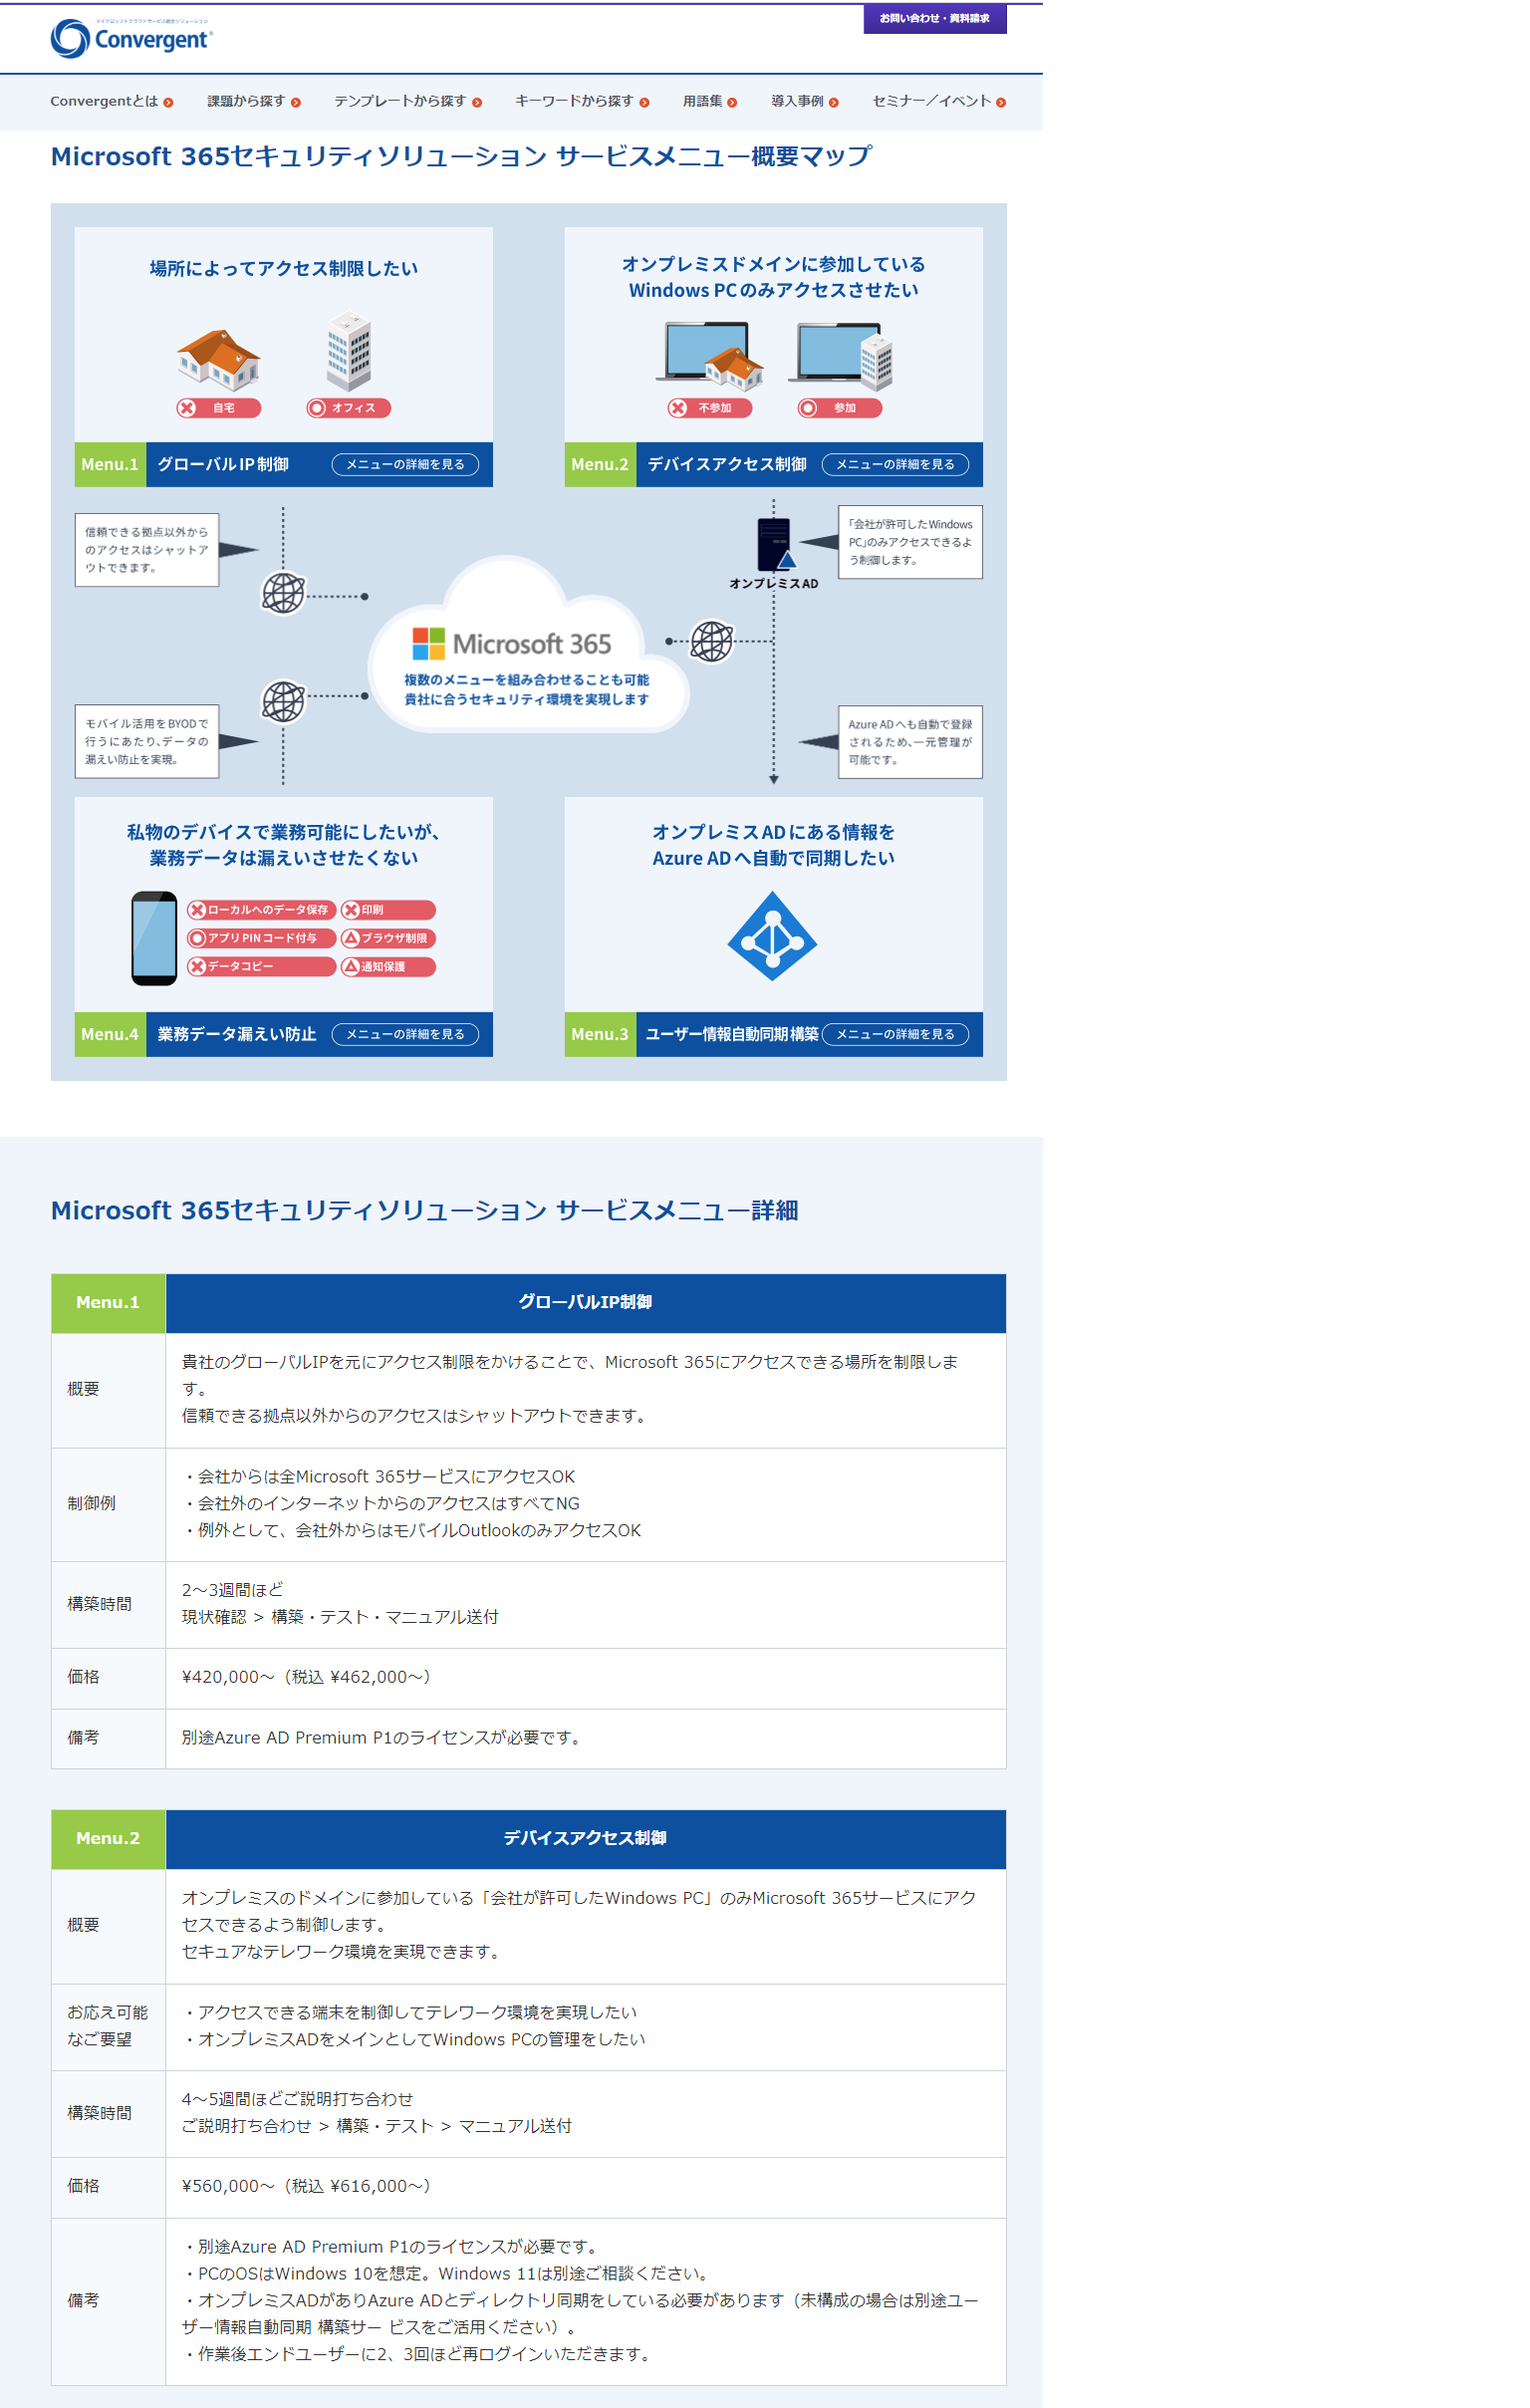 マイクロソフトクラウドサービス総合ソリューション
Convergent
お問い合わせ・資料請求
Convergentとは
課題から探す
テンプレートから探す
キーワードから探す
用語集
導入事例
セミナー／イベント
Microsoft 365セキュリティソリューション サービスメニュー概要マップ
場所によってアクセス制限したい
自宅
オフィス
Menu.1
グローバルIP制御
メニューの詳細を見る
オンプレミスドメインに参加している
Windows PCのみアクセスさせたい
不参加
参加
Menu.2
デバイスアクセス制御
メニューの詳細を見る
信頼できる拠点以外から
のアクセスはシャットア
ウトできます。
「会社が許可したWindows
PC」のみアクセスできるよ
う制御します。
オンプレミスAD
Microsoft 365
複数のメニューを組み合わせることも可能
貴社に合うセキュリティ環境を実現します
モバイル活用をBYODで
行うにあたり、データの
漏えい防止を実現。
Azure ADへも自動で登録
されるため、一元管理が
可能です。
私物のデバイスで業務可能にしたいが、
業務データは漏えいさせたくない
ローカルへのデータ保存
印刷
アプリPINコード付与
ブラウザ制限
データコピー
通知保護
Menu.4
業務データ漏えい防止
メニューの詳細を見る
オンプレミスADにある情報を
Azure ADへ自動で同期したい
Menu.3
ユーザー情報自動同期構築
メニューの詳細を見る
Microsoft 365セキュリティソリューション サービスメニュー詳細
Menu.1
グローバルIP制御
概要
貴社のグローバルIPを元にアクセス制限をかけることで、Microsoft 365にアクセスできる場所を制限しま
す。
信頼できる拠点以外からのアクセスはシャットアウトできます。
制御例
・会社からは全Microsoft 365サービスにアクセスOK
・会社外のインターネットからのアクセスはすべてNG
・例外として、会社外からはモバイルOutlookのみアクセスOK
構築時間
2～3週間ほど
現状確認 > 構築・テスト・マニュアル送付
価格
¥420,000～（税込 ¥462,000～）
備考
別途Azure AD Premium P1のライセンスが必要です。
Menu.2
デバイスアクセス制御
概要
オンプレミスのドメインに参加している「会社が許可したWindows PC」のみMicrosoft 365サービスにアク
セスできるよう制御します。
セキュアなテレワーク環境を実現できます。
お応え可能
なご要望
・アクセスできる端末を制御してテレワーク環境を実現したい
・オンプレミスADをメインとしてWindows PCの管理をしたい
構築時間
4～5週間ほどご説明打ち合わせ
ご説明打ち合わせ > 構築・テスト > マニュアル送付
価格
¥560,000～（税込 ¥616,000～）
備考
・別途Azure AD Premium P1のライセンスが必要です。
・PCのOSはWindows 10を想定。Windows 11は別途ご相談ください。
・オンプレミスADがありAzure ADとディレクトリ同期をしている必要があります（未構成の場合は別途ユー
ザー情報自動同期 構築サー ビスをご活用ください）。
・作業後エンドユーザーに2、3回ほど再ログインいただきます。